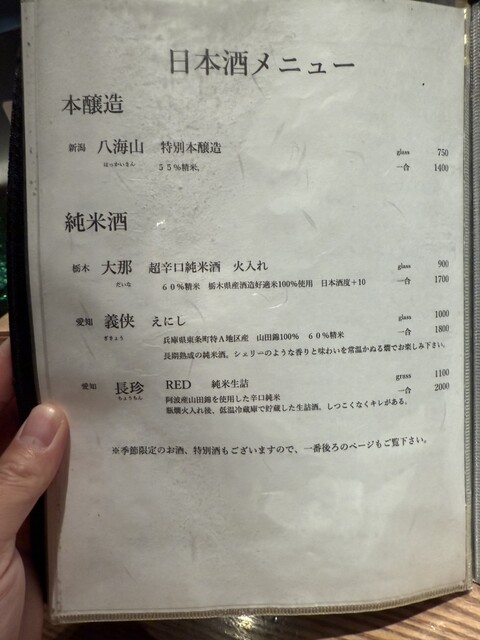 日本酒メニュー
本醸造
新潟 八海山 特別本醸造 glass 750
はっかいさん 55%精米、 一合 1400
純米酒
栃木 大那 超辛口純米酒 火入れ glass 900
だいな 60%精米 栃木県産酒造好適米100%使用 日本酒度+10 一合 1700
愛知 義侠 えにし glass 1000
ぎきょう 兵庫県東条町特A地区産 山田錦100% 60%精米 一合 1800
長期熟成の純米酒。シェリーのような香りと味わいを常温かぬる燗でお楽しみ下さい。
愛知 長珍 RED 純米生詰 grass 1100
ちょうちん 阿波産山田錦を使用した辛口純米 一合 2000
瓶燗火入れ後、低温冷蔵庫で貯蔵した生詰酒。しつこくなくキレがある。
※季節限定のお酒、特別酒もございますので、一番後ろのページもご覧下さい。